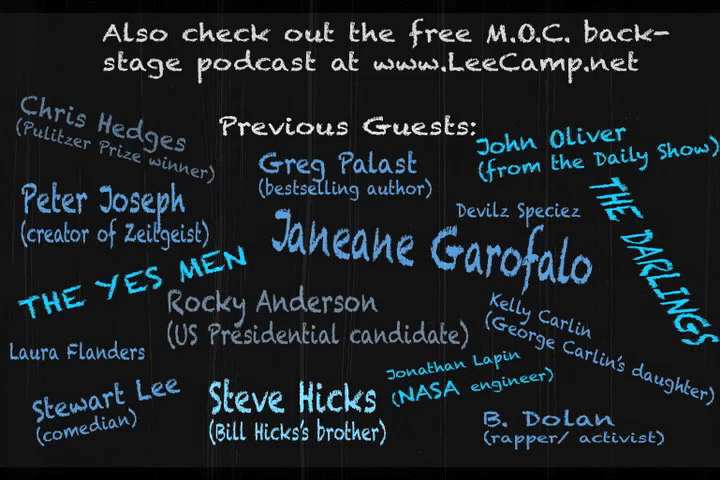 Also check out the free M.O.C. back-
stage podcast at www.LeeCamp.net
Previous Guests:
Chris Hedges
(Pulitzer Prize winner)
Greg Palast
(bestselling author)
John Oliver
(from the Daily Show)
Peter Joseph
(creator of Zeitgeist)
Devilz Speciez
THE DARLINGS
Janeane Garofalo
THE YES MEN
Rocky Anderson
(US Presidential candidate)
Kelly Carlin
(George Carlin's daughter)
Laura Flanders
Jonathan Lapin
(NASA engineer)
Stewart Lee
(comedian)
Steve Hicks
(Bill Hicks's brother)
B. Dolan
(rapper/ activist)